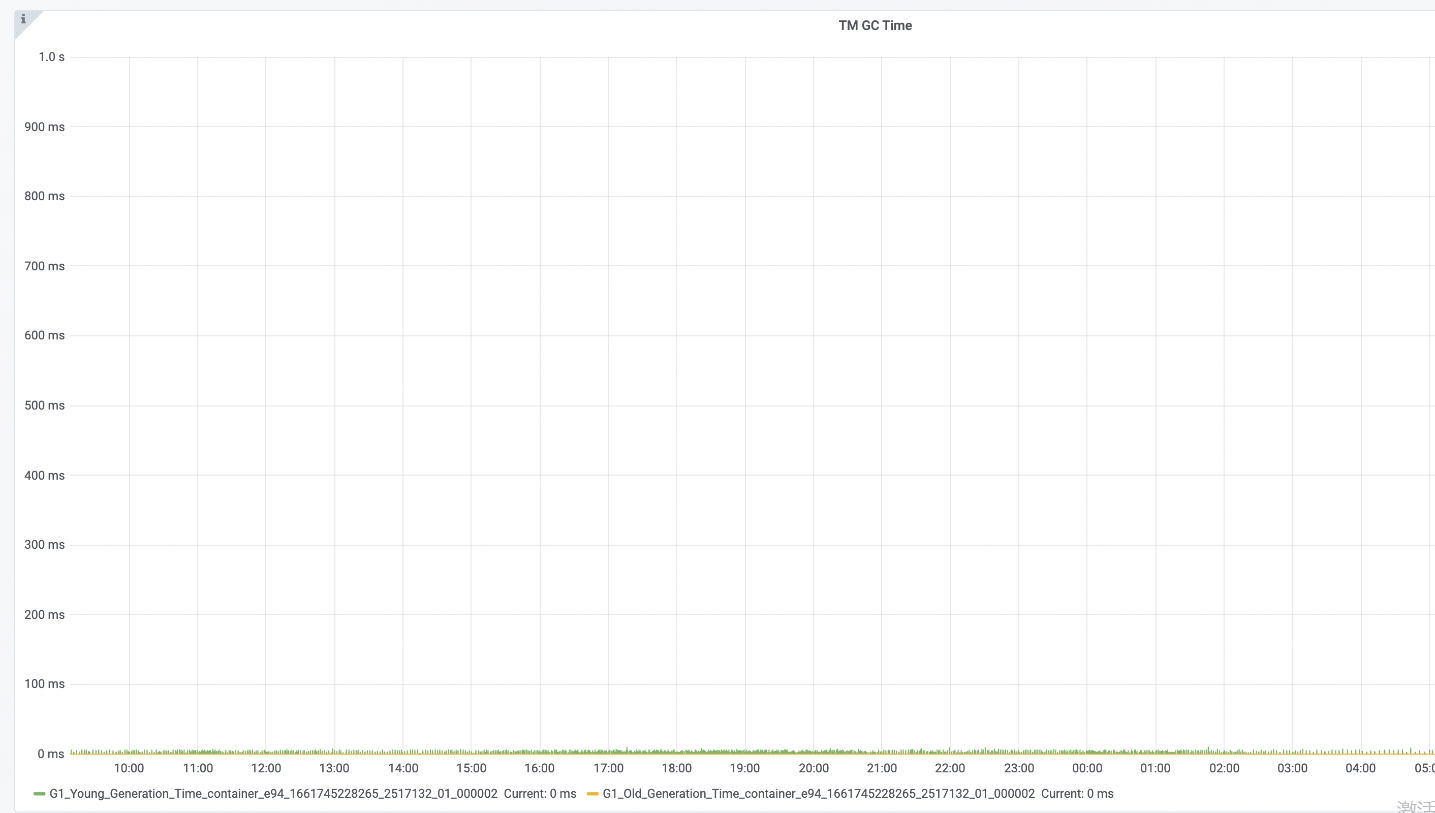 i
TM GC Time
1.0 s
900 ms
800 ms
700 ms
600 ms
500 ms
400 ms
300 ms
200 ms
100 ms
0 ms
10:00 11:00 12:00 13:00 14:00 15:00 16:00 17:00 18:00 19:00 20:00 21:00 22:00 23:00 00:00 01:00 02:00 03:00 04:00 05:0
G1_Young_Generation_Time_container_e94_1661745228265_2517132_01_000002 Current: 0 ms G1_Old_Generation_Time_container_e94_1661745228265_2517132_01_000002 Current: 0 ms
激活